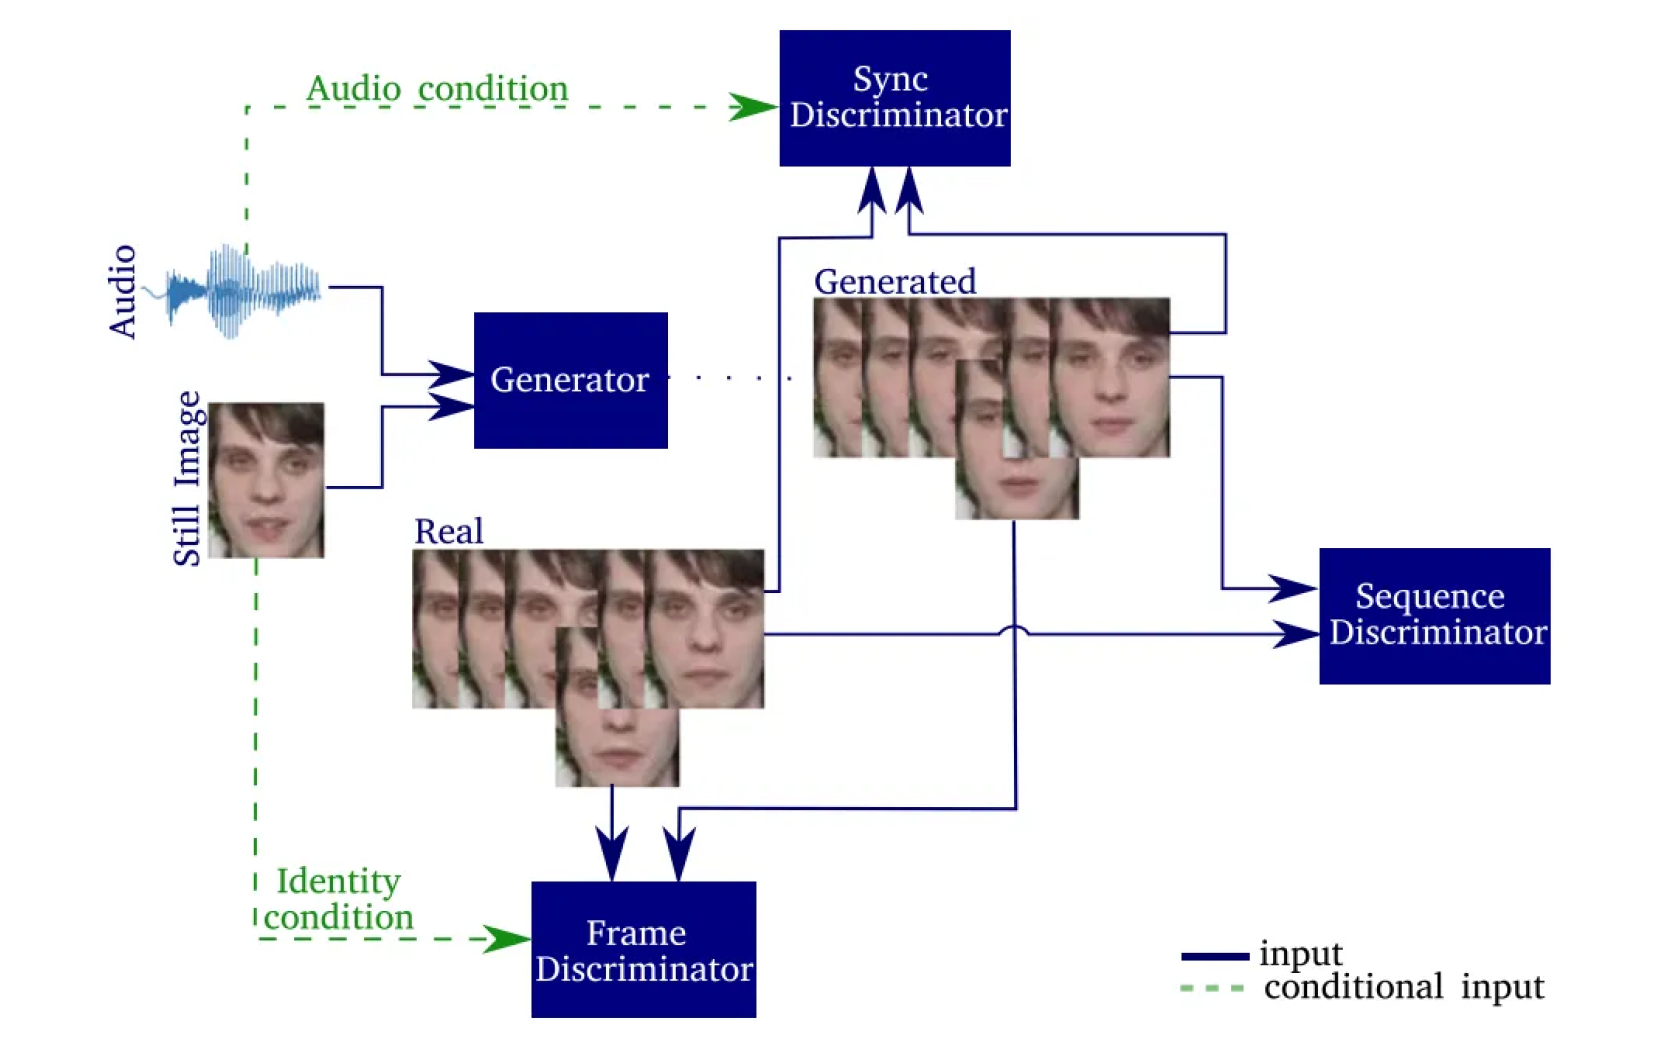 Sync
Discriminator
Audio condition
Audio
Generated
Generator
Still Image
Real
Sequence
Discriminator
Identity
condition
Frame
Discriminator
input
conditional input